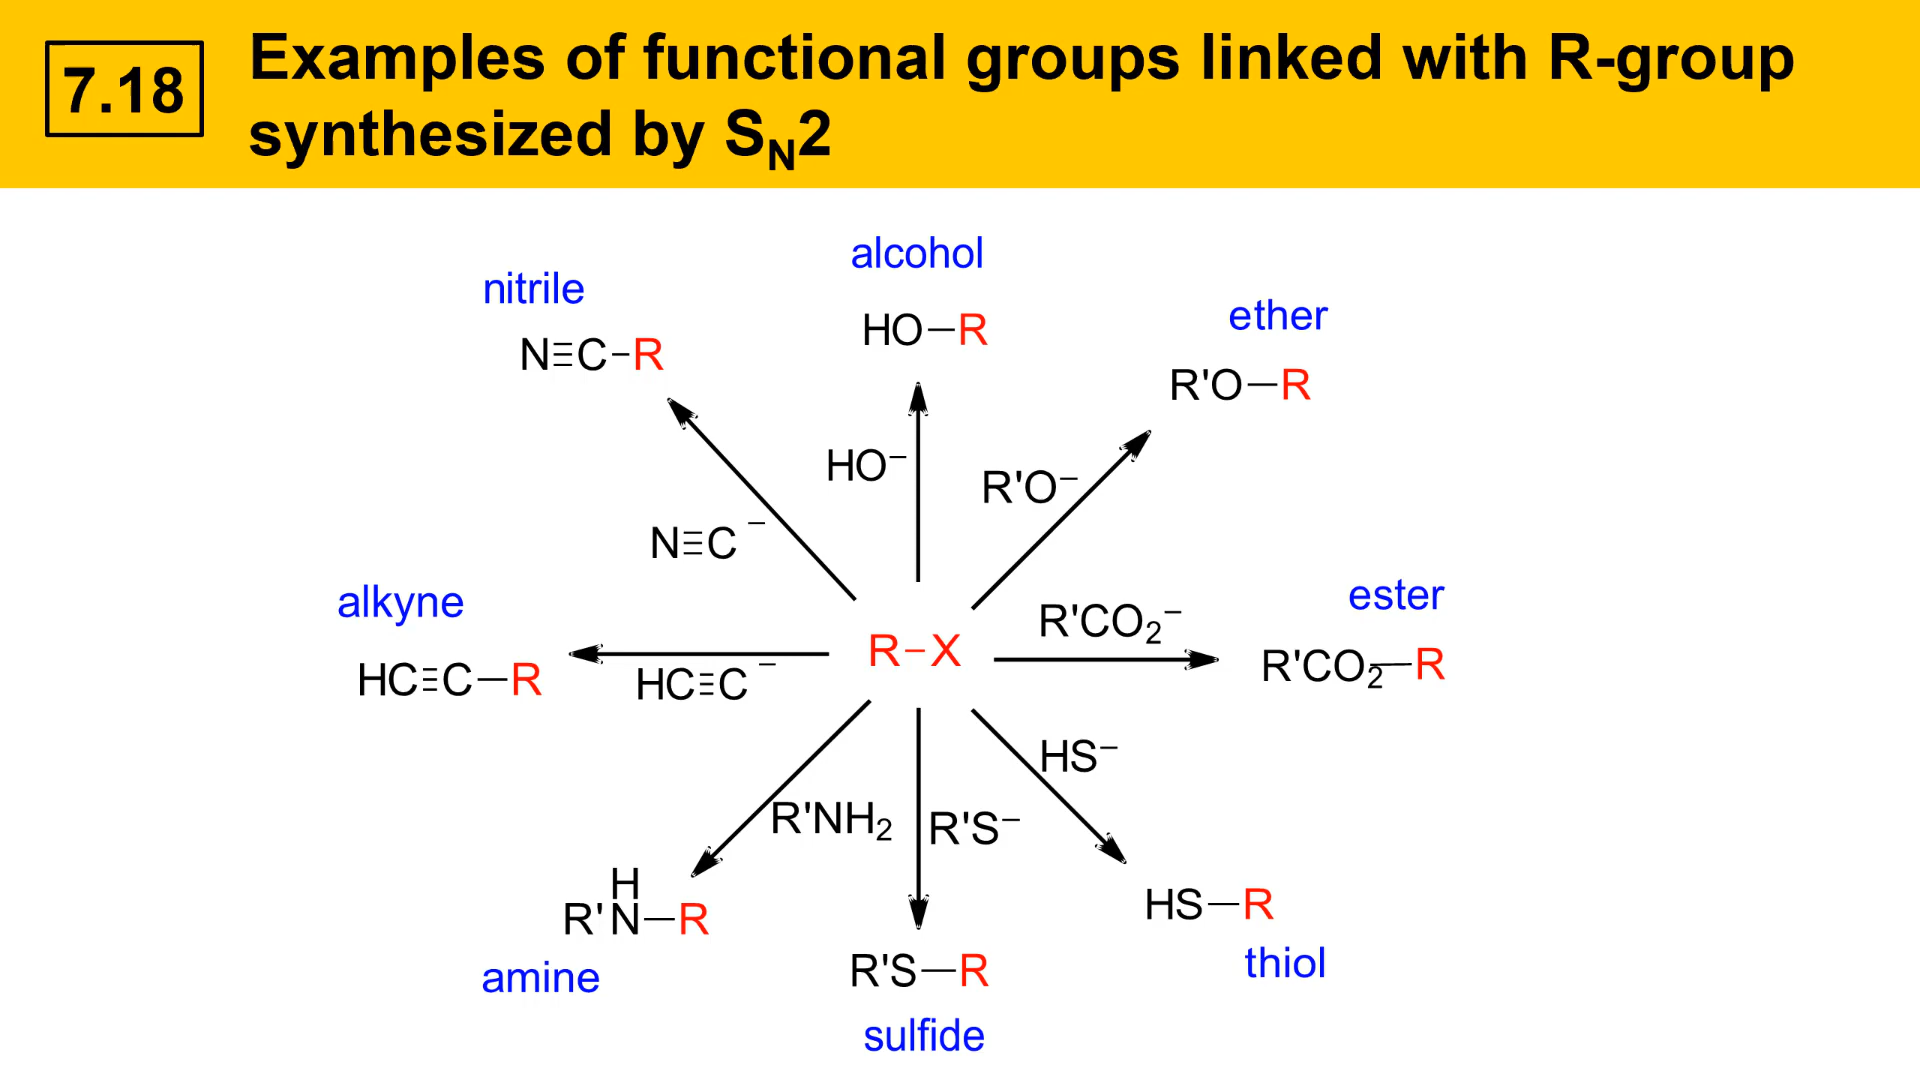 7.18
Examples of functional groups linked with R-group
synthesized by S_N2
alcohol
nitrile
HO–R
ether
N≡C–R
R'O–R
HO⁻
R'O⁻
N≡C⁻
alkyne
ester
R'CO₂⁻
R–X
HC≡C–R
HC≡C⁻
R'CO₂–R
HS⁻
R'NH₂
R'S⁻
H
R'N–R
HS–R
amine
thiol
R'S–R
sulfide